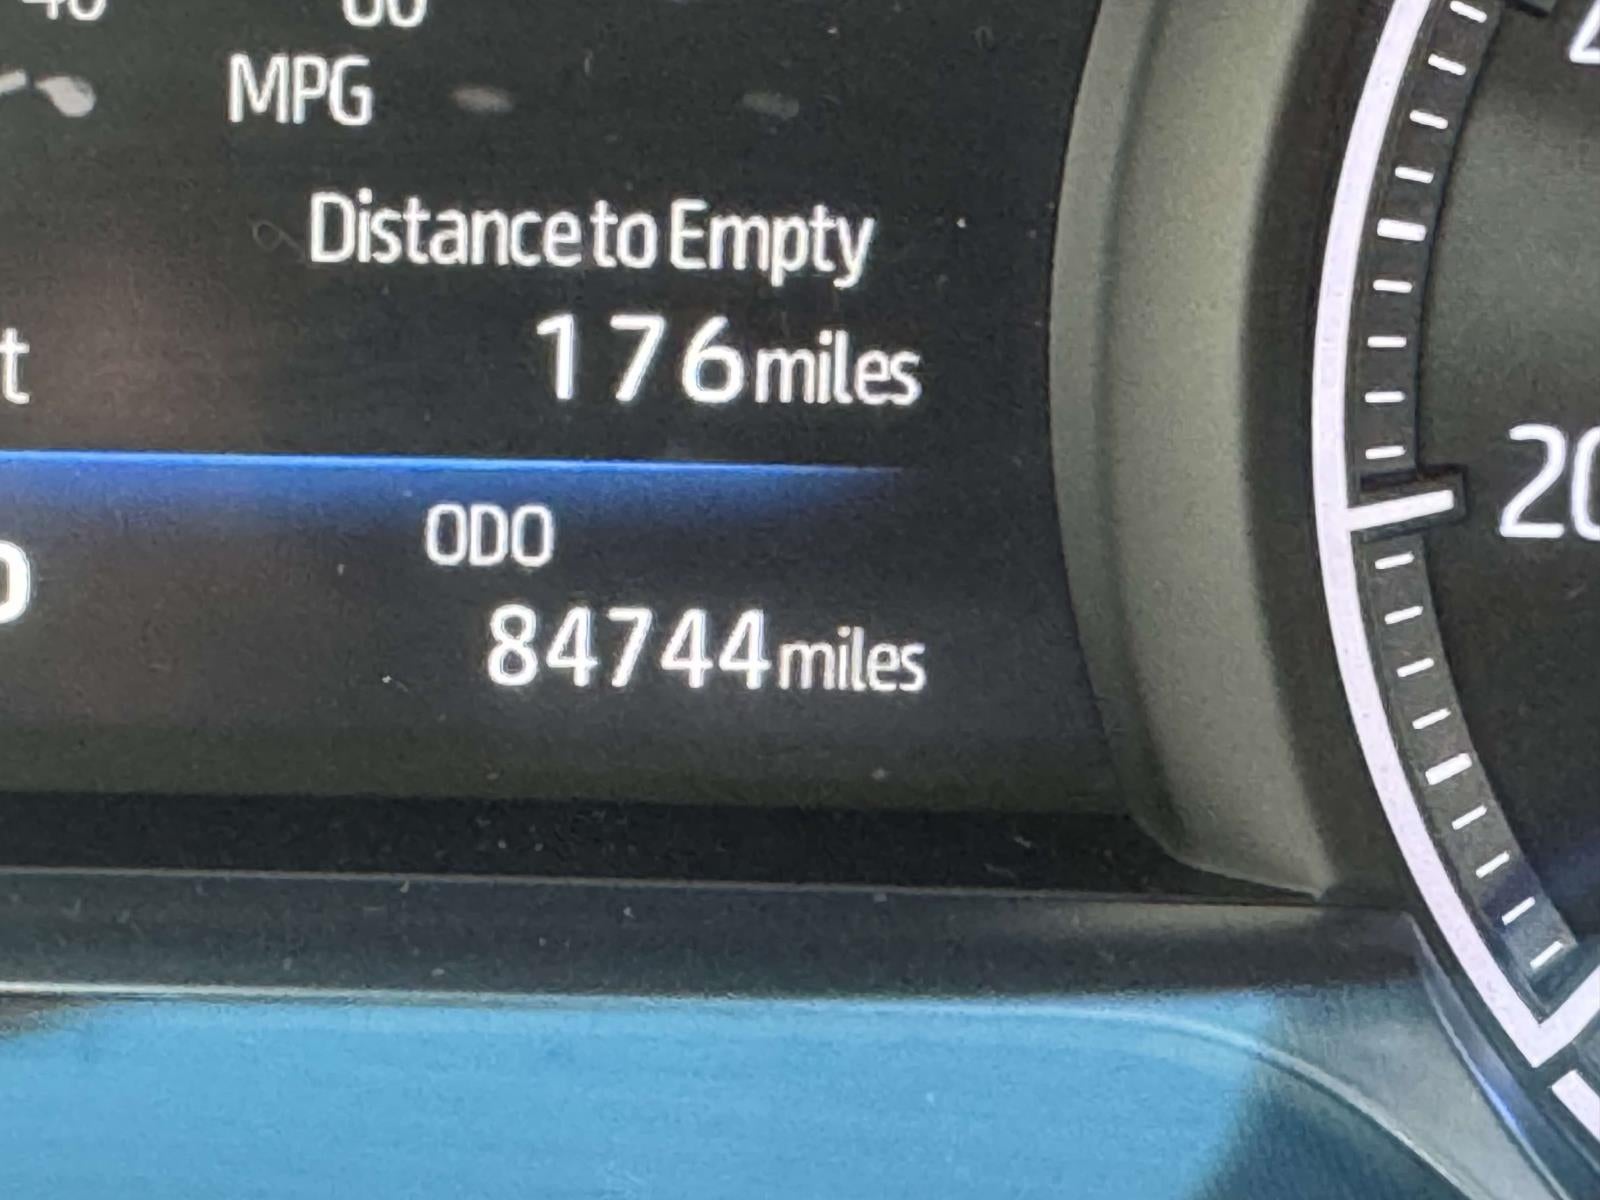 MPG
Distance to Empty
176 miles
20
ODO
84744 miles